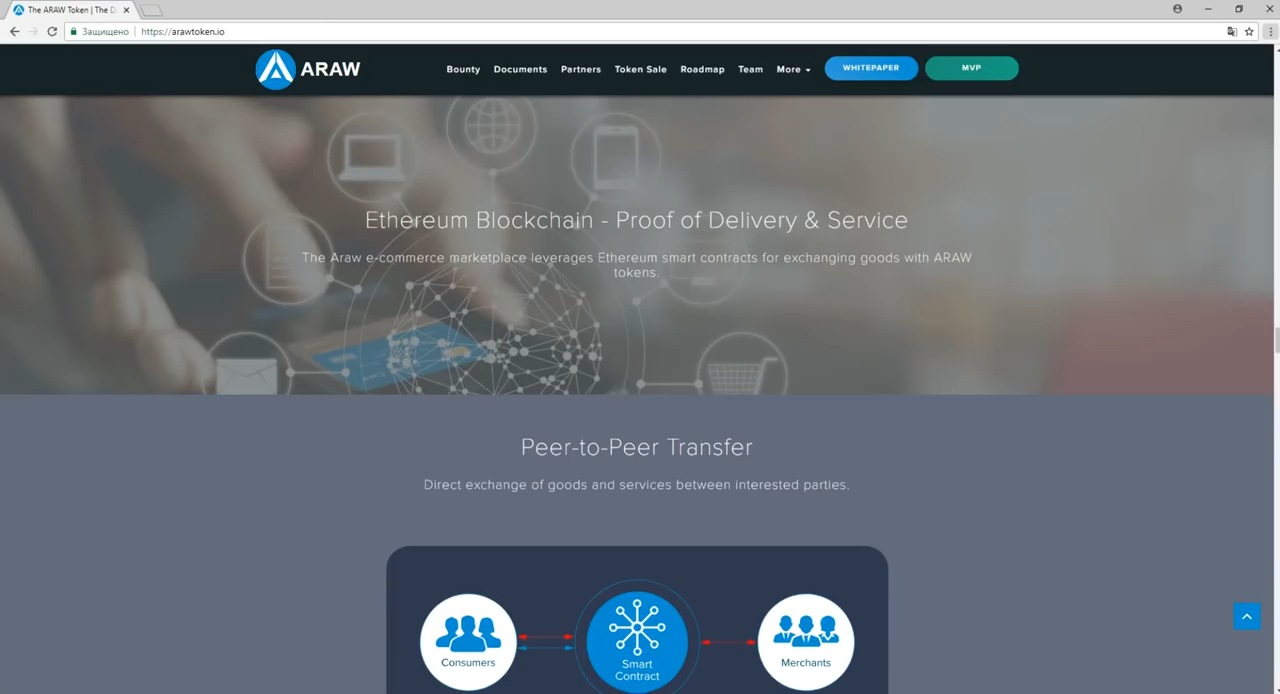 The ARAW Token | The D
Защищено
https://arawtoken.io
ARAW
Bounty
Documents
Partners
Token Sale
Roadmap
Team
More
WHITEPAPER
MVP
Ethereum Blockchain - Proof of Delivery & Service
The Araw e-commerce marketplace leverages Ethereum smart contracts for exchanging goods with ARAW
tokens.
Peer-to-Peer Transfer
Direct exchange of goods and services between interested parties.
Consumers
Smart
Contract
Merchants